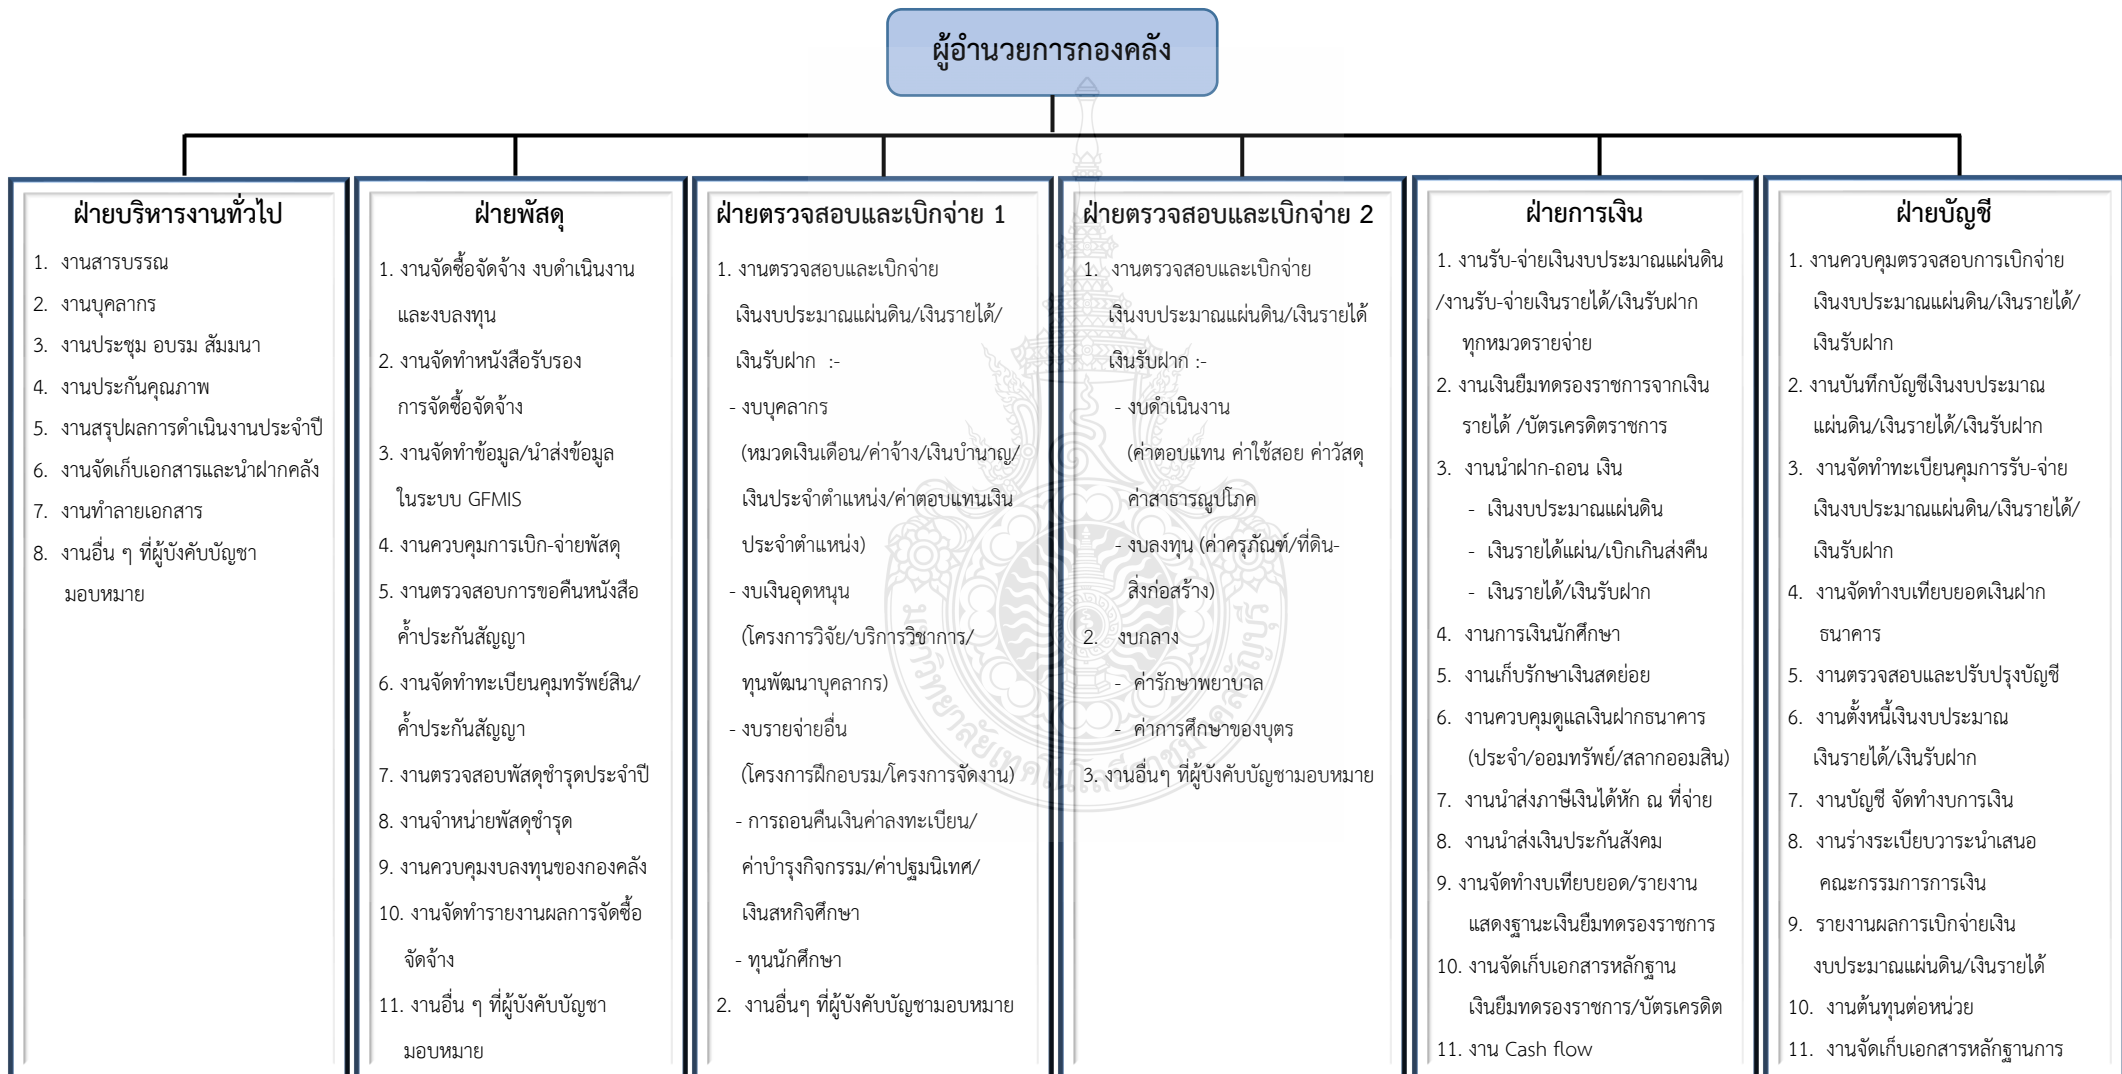 ผู้อำนวยการกองคลัง
ฝ่ายบริหารงานทั่วไป
1. งานสารบรรณ
2. งานบุคลากร
3. งานประชุม อบรม สัมมนา
4. งานประกันคุณภาพ
5. งานสรุปผลการดำเนินงานประจำปี
6. งานจัดเก็บเอกสารและนำฝากคลัง
7. งานทำลายเอกสาร
8. งานอื่น ๆ ที่ผู้บังคับบัญชา
มอบหมาย
ฝ่ายพัสดุ
1. งานจัดซื้อจัดจ้าง งบดำเนินงาน
และงบลงทุน
2. งานจัดทำหนังสือรับรอง
การจัดซื้อจัดจ้าง
3. งานจัดทำข้อมูล/นำส่งข้อมูล
ในระบบ GFMIS
4. งานควบคุมการเบิก-จ่ายพัสดุ
5. งานตรวจสอบการขอคืนหนังสือ
ค้ำประกันสัญญา
6. งานจัดทำทะเบียนคุมทรัพย์สิน/
ค้ำประกันสัญญา
7. งานตรวจสอบพัสดุชำรุดประจำปี
8. งานจำหน่ายพัสดุชำรุด
9. งานควบคุมงบลงทุนของกองคลัง
10. งานจัดทำรายงานผลการจัดซื้อ
จัดจ้าง
11. งานอื่น ๆ ที่ผู้บังคับบัญชา
มอบหมาย
ฝ่ายตรวจสอบและเบิกจ่าย 1
1. งานตรวจสอบและเบิกจ่าย
เงินงบประมาณแผ่นดิน/เงินรายได้/
เงินรับฝาก :-
- งบบุคลากร
(หมวดเงินเดือน/ค่าจ้าง/เงินบำนาญ/
เงินประจำตำแหน่ง/ค่าตอบแทนเงิน
ประจำตำแหน่ง)
- งบเงินอุดหนุน
(โครงการวิจัย/บริการวิชาการ/
ทุนพัฒนาบุคลากร)
- งบรายจ่ายอื่น
(โครงการฝึกอบรม/โครงการจัดงาน)
- การถอนคืนเงินค่าลงทะเบียน/
ค่าบำรุงกิจกรรม/ค่าปฐมนิเทศ/
เงินสหกิจศึกษา
- ทุนนักศึกษา
2. งานอื่นๆ ที่ผู้บังคับบัญชามอบหมาย
ฝ่ายตรวจสอบและเบิกจ่าย 2
1. งานตรวจสอบและเบิกจ่าย
เงินงบประมาณแผ่นดิน/เงินรายได้
เงินรับฝาก :-
- งบดำเนินงาน
(ค่าตอบแทน ค่าใช้สอย ค่าวัสดุ
ค่าสาธารณูปโภค
- งบลงทุน (ค่าครุภัณฑ์/ที่ดิน-
สิ่งก่อสร้าง)
2. งบกลาง
- ค่ารักษาพยาบาล
- ค่าการศึกษาของบุตร
3. งานอื่นๆ ที่ผู้บังคับบัญชามอบหมาย
ฝ่ายการเงิน
1. งานรับ-จ่ายเงินงบประมาณแผ่นดิน
/งานรับ-จ่ายเงินรายได้/เงินรับฝาก
ทุกหมวดรายจ่าย
2. งานเงินยืมทดรองราชการจากเงิน
รายได้ /บัตรเครดิตราชการ
3. งานนำฝาก-ถอน เงิน
- เงินงบประมาณแผ่นดิน
- เงินรายได้แผ่น/เบิกเกินส่งคืน
- เงินรายได้/เงินรับฝาก
4. งานการเงินนักศึกษา
5. งานเก็บรักษาเงินสดย่อย
6. งานควบคุมดูแลเงินฝากธนาคาร
(ประจำ/ออมทรัพย์/สลากออมสิน)
7. งานนำส่งภาษีเงินได้หัก ณ ที่จ่าย
8. งานนำส่งเงินประกันสังคม
9. งานจัดทำงบเทียบยอด/รายงาน
แสดงฐานะเงินยืมทดรองราชการ
10. งานจัดเก็บเอกสารหลักฐาน
เงินยืมทดรองราชการ/บัตรเครดิต
11. งาน Cash flow
ฝ่ายบัญชี
1. งานควบคุมตรวจสอบการเบิกจ่าย
เงินงบประมาณแผ่นดิน/เงินรายได้/
เงินรับฝาก
2. งานบันทึกบัญชีเงินงบประมาณ
แผ่นดิน/เงินรายได้/เงินรับฝาก
3. งานจัดทำทะเบียนคุมการรับ-จ่าย
เงินงบประมาณแผ่นดิน/เงินรายได้/
เงินรับฝาก
4. งานจัดทำงบเทียบยอดเงินฝาก
ธนาคาร
5. งานตรวจสอบและปรับปรุงบัญชี
6. งานตั้งหนี้เงินงบประมาณ
เงินรายได้/เงินรับฝาก
7. งานบัญชี จัดทำงบการเงิน
8. งานร่างระเบียบวาระนำเสนอ
คณะกรรมการการเงิน
9. รายงานผลการเบิกจ่ายเงิน
งบประมาณแผ่นดิน/เงินรายได้
10. งานต้นทุนต่อหน่วย
11. งานจัดเก็บเอกสารหลักฐานการ
มหาวิทยาลัยเทคโนโลยีราชมงคลธัญบุรี